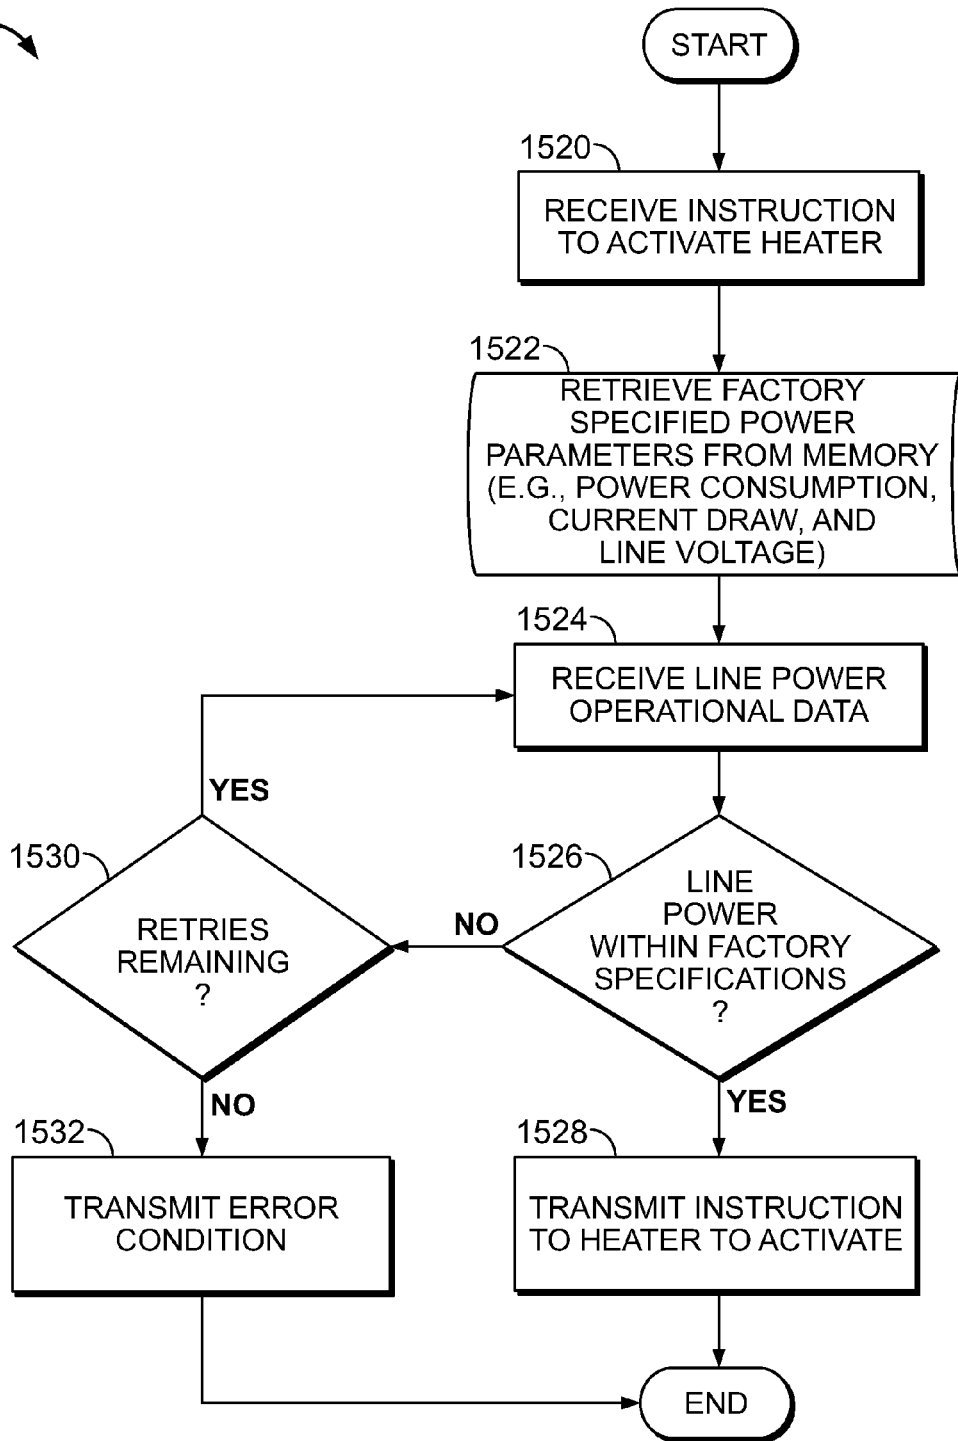 START
1520
RECEIVE INSTRUCTION
TO ACTIVATE HEATER
1522
RETRIEVE FACTORY
SPECIFIED POWER
PARAMETERS FROM MEMORY
(E.G., POWER CONSUMPTION,
CURRENT DRAW, AND
LINE VOLTAGE)
1524
RECEIVE LINE POWER
OPERATIONAL DATA
YES
1530
RETRIES
REMAINING
?
NO
1526
LINE
POWER
WITHIN FACTORY
SPECIFICATIONS
?
NO
YES
1532
TRANSMIT ERROR
CONDITION
1528
TRANSMIT INSTRUCTION
TO HEATER TO ACTIVATE
END